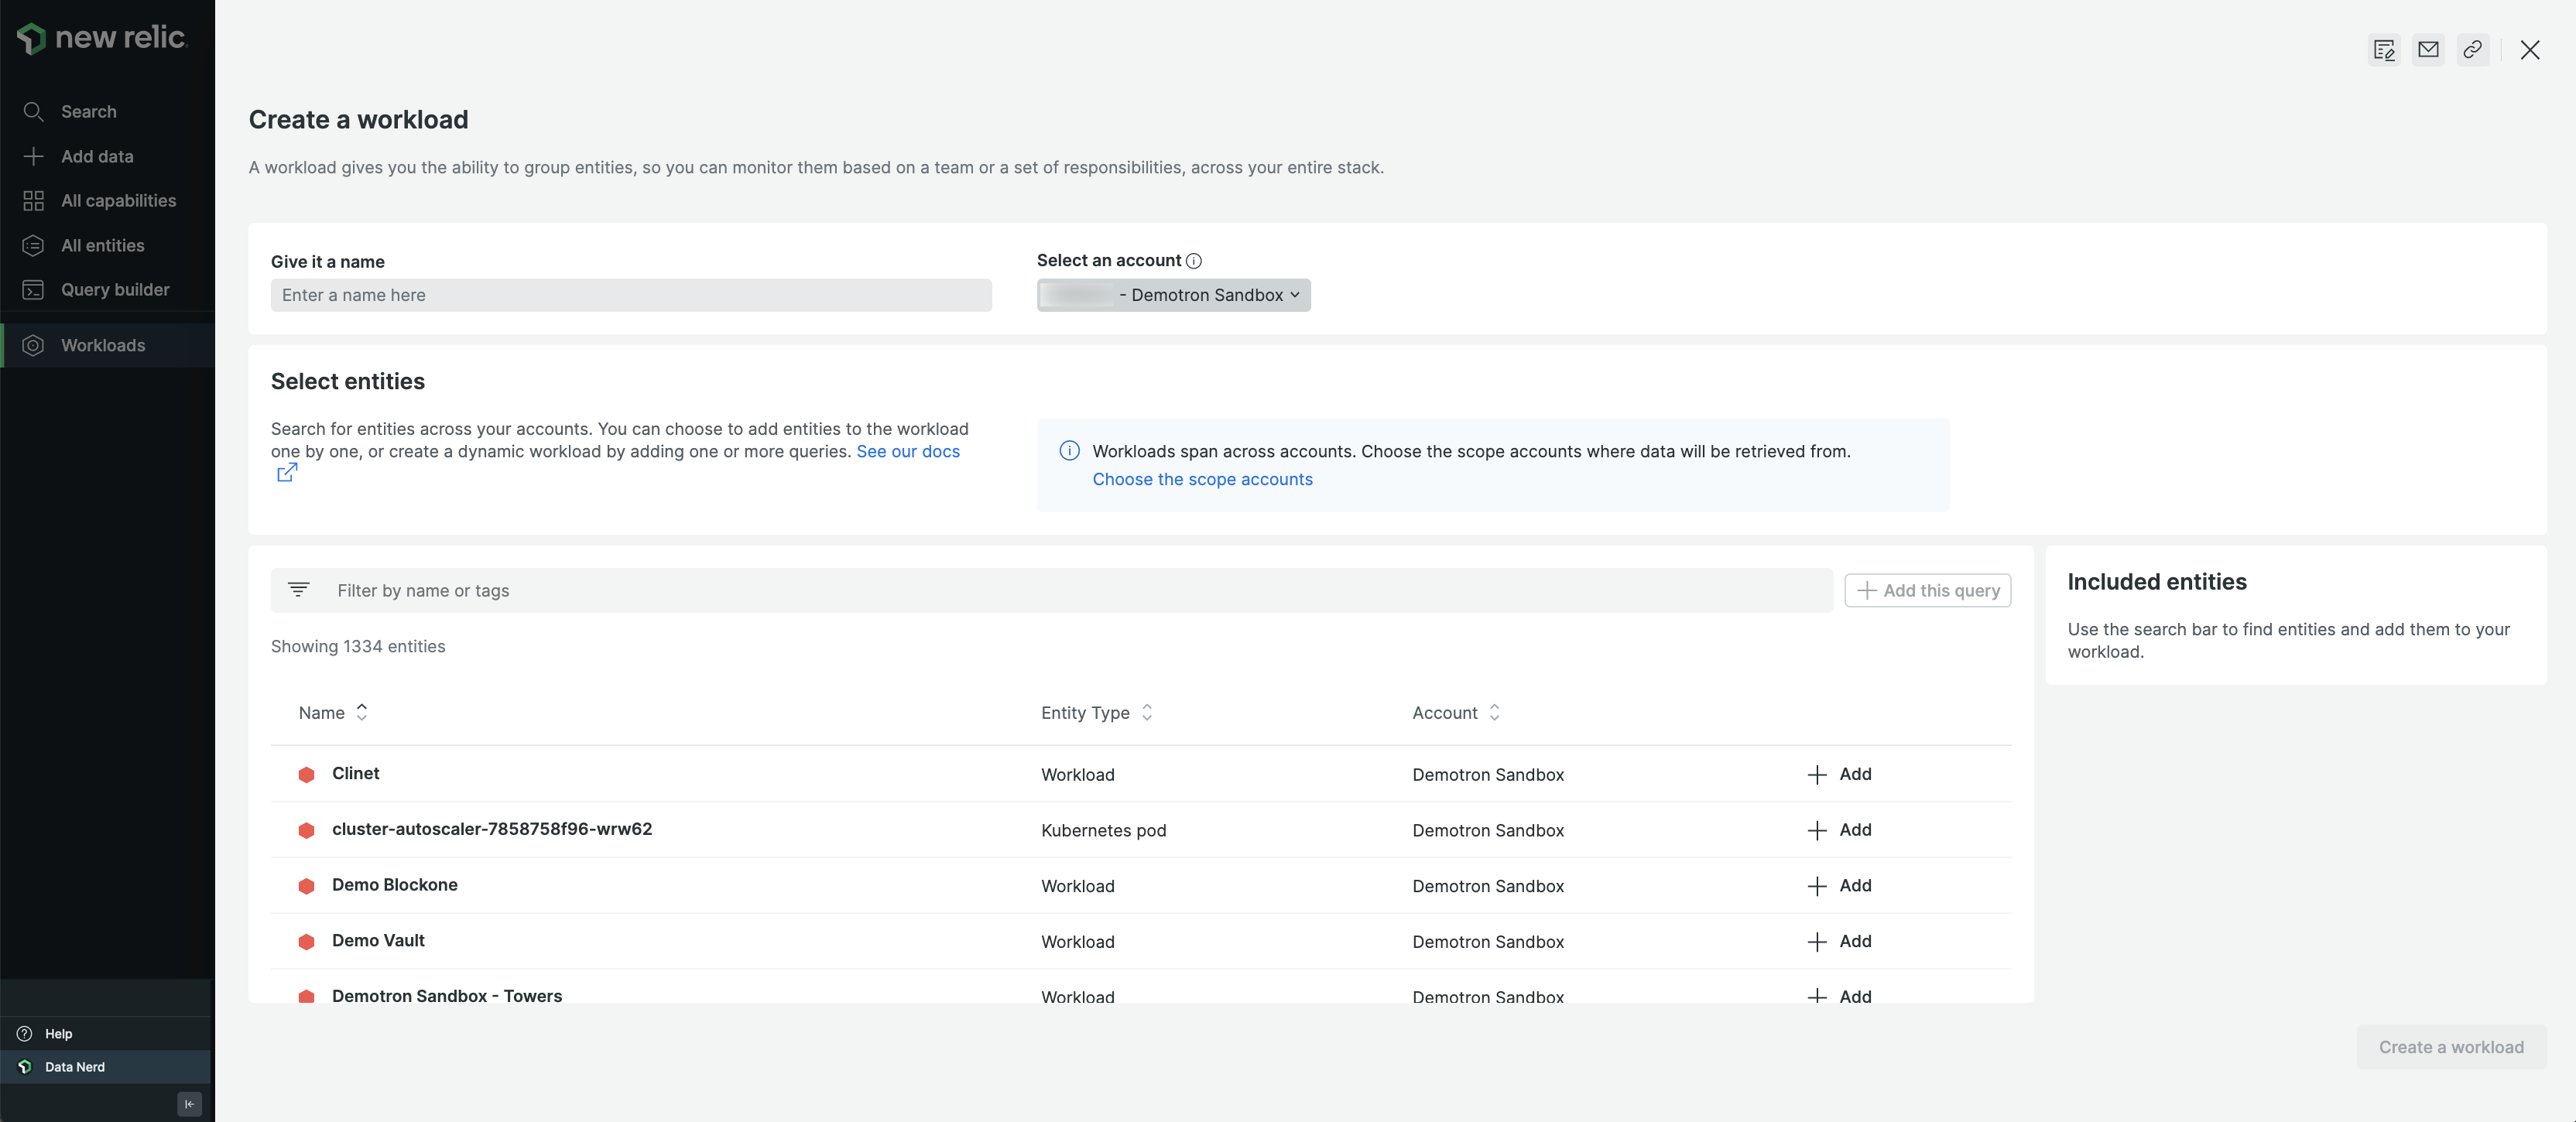 new relic.
Search
Add data
All capabilities
All entities
Query builder
Workloads
Help
Data Nerd
Create a workload
A workload gives you the ability to group entities, so you can monitor them based on a team or a set of responsibilities, across your entire stack.
Give it a name
Enter a name here
Select an account
- Demotron Sandbox
Select entities
Search for entities across your accounts. You can choose to add entities to the workload
one by one, or create a dynamic workload by adding one or more queries. See our docs
Workloads span across accounts. Choose the scope accounts where data will be retrieved from.
Choose the scope accounts
Filter by name or tags
Add this query
Showing 1334 entities
Name Entity Type Account
Clinet Workload Demotron Sandbox Add
cluster-autoscaler-7858758f96-wrw62 Kubernetes pod Demotron Sandbox Add
Demo Blockone Workload Demotron Sandbox Add
Demo Vault Workload Demotron Sandbox Add
Demotron Sandbox - Towers Workload Demotron Sandbox Add
Included entities
Use the search bar to find entities and add them to your
workload.
Create a workload